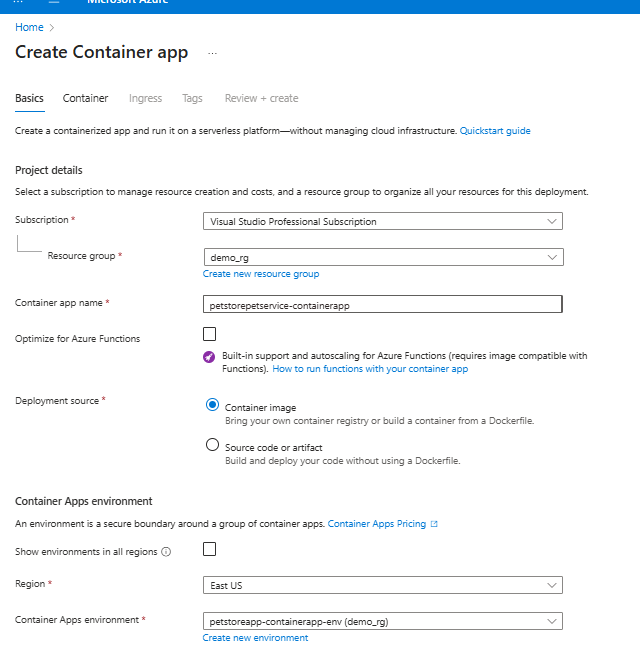 Microsoft Azure
Home >
Create Container app ...
Basics Container Ingress Tags Review + create
Create a containerized app and run it on a serverless platform—without managing cloud infrastructure. Quickstart guide
Project details
Select a subscription to manage resource creation and costs, and a resource group to organize all your resources for this deployment.
Subscription * Visual Studio Professional Subscription
Resource group * demo_rg
Create new resource group
Container app name * petstorepetservice-containerapp
Optimize for Azure Functions
Built-in support and autoscaling for Azure Functions (requires image compatible with
Functions). How to run functions with your container app
Deployment source * Container image
Bring your own container registry or build a container from a Dockerfile.
Source code or artifact
Build and deploy your code without using a Dockerfile.
Container Apps environment
An environment is a secure boundary around a group of container apps. Container Apps Pricing
Show environments in all regions
Region * East US
Container Apps environment * petstoreapp-containerapp-env (demo_rg)
Create new environment